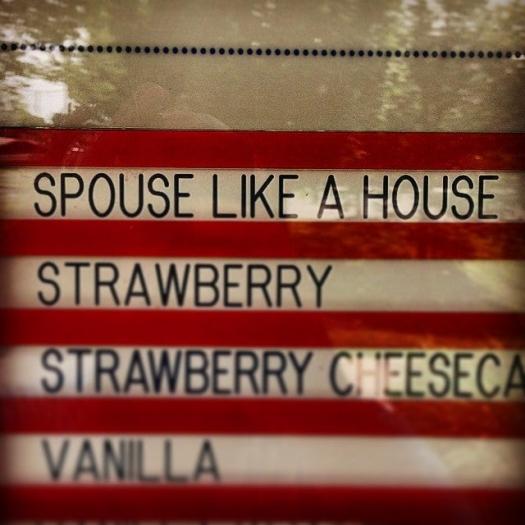 SPOUSE LIKE A HOUSE
STRAWBERRY
STRAWBERRY CHEESECA
VANILLA